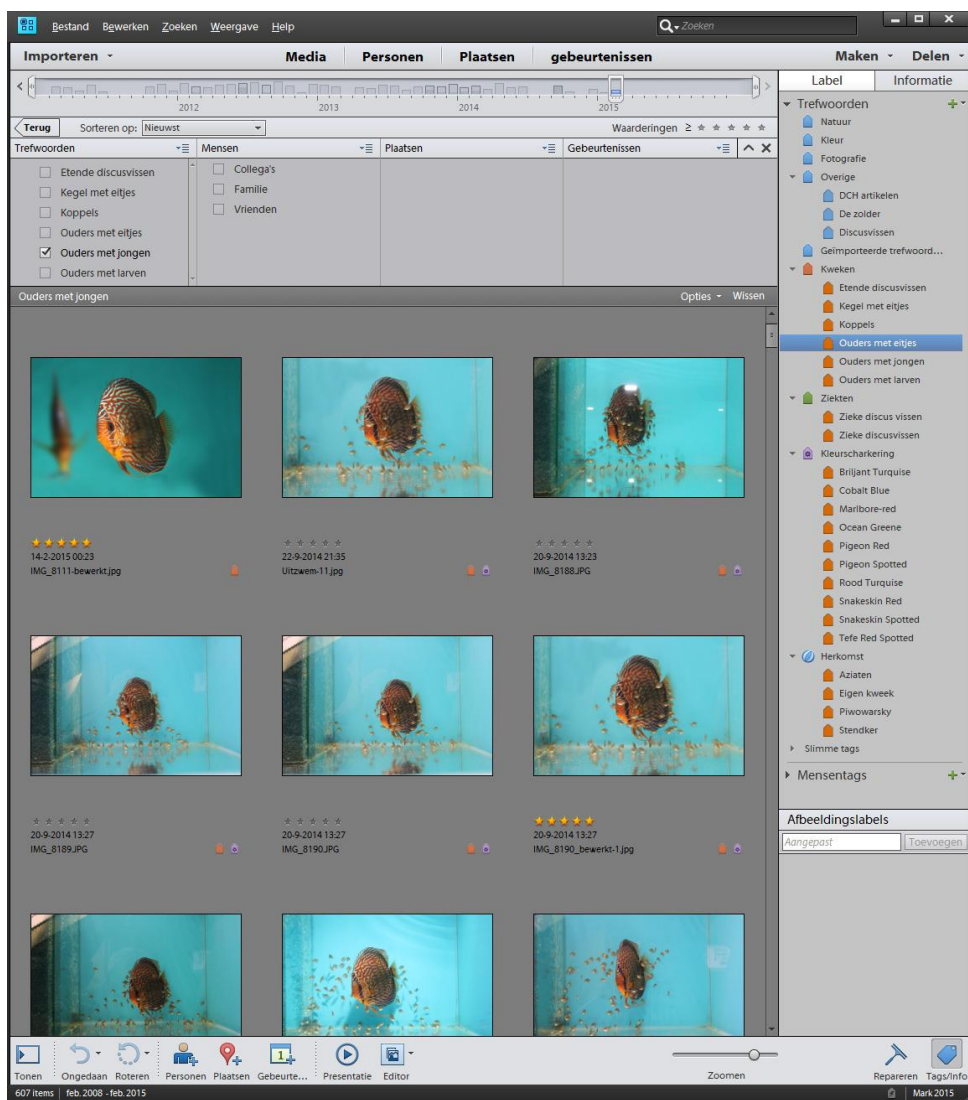 Bestand Bewerken Zoeken Weergave Help
Zoeken
Importeren
Media Personen Plaatsen gebeurtenissen
Maken Delen
2012 2013 2014 2015
Terug Sorteren op: Nieuwst
Waarderingen ≥
Trefwoorden Mensen Plaatsen Gebeurtenissen
Etende discusvissen
Kegel met eitjes
Koppels
Ouders met eitjes
Ouders met jongen
Ouders met larven
Collega's
Familie
Vrienden
Ouders met jongen
Opties Wissen
14-2-2015 00:23
IMG_8111-bewerkt.jpg
22-9-2014 21:35
Uitzwem-11.jpg
20-9-2014 13:23
IMG_8188.JPG
20-9-2014 13:27
IMG_8189.JPG
20-9-2014 13:27
IMG_8190.JPG
20-9-2014 13:27
IMG_8190_bewerkt-1.jpg
Label Informatie
Trefwoorden
Natuur
Kleur
Fotografie
Overige
DCH artikelen
De zolder
Discusvissen
Geïmporteerde trefwoord...
Kweken
Etende discusvissen
Kegel met eitjes
Koppels
Ouders met eitjes
Ouders met jongen
Ouders met larven
Ziekten
Zieke discus vissen
Zieke discusvissen
Kleurscharkering
Briljant Turquise
Cobalt Blue
Marlbore-red
Ocean Greene
Pigeon Red
Pigeon Spotted
Rood Turquise
Snakeskin Red
Snakeskin Spotted
Tefe Red Spotted
Herkomst
Aziaten
Eigen kweek
Piwowarsky
Stendker
Slimme tags
Mensentags
Afbeeldingslabels
Aangepast Toevoegen
Tonen Ongedaan Roteren Personen Plaatsen Gebeurte... Presentatie Editor
Zoomen
Repareren Tags/Info
607 items feb. 2008 - feb. 2015
Mark 2015